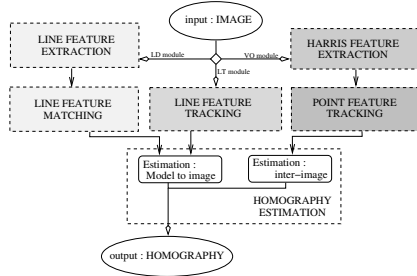 input : IMAGE
LINE FEATURE
EXTRACTION
LD module
VO module
LT module
HARRIS FEATURE
EXTRACTION
LINE FEATURE
MATCHING
LINE FEATURE
TRACKING
POINT FEATURE
TRACKING
Estimation :
Model to image
Estimation :
inter-image
HOMOGRAPHY
ESTIMATION
output : HOMOGRAPHY